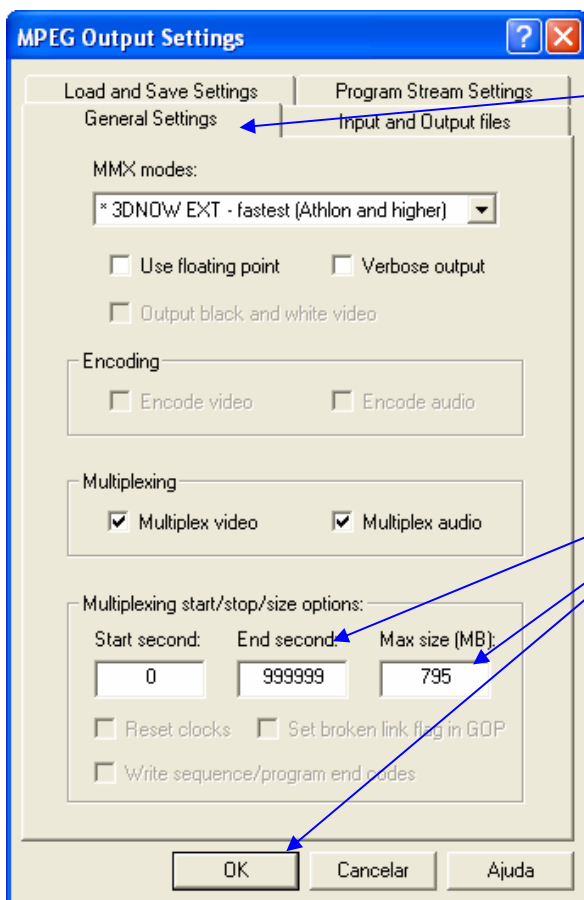 MPEG Output Settings
Load and Save Settings Program Stream Settings
General Settings Input and Output files
MMX modes:
* 3DNOW EXT - fastest (Athlon and higher)
Use floating point Verbose output
Output black and white video
Encoding
Encode video Encode audio
Multiplexing
Multiplex video Multiplex audio
Multiplexing start/stop/size options:
Start second: End second: Max size (MB):
0 999999 795
Reset clocks Set broken link flag in GOP
Write sequence/program end codes
OK Cancelar Ajuda